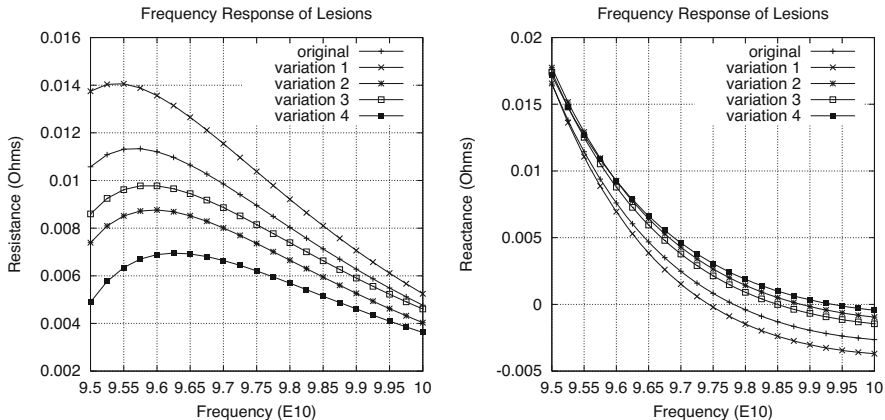 Frequency Response of Lesions
0.016
0.014
0.012
0.01
0.008
0.006
0.004
0.002
Resistance (Ohms)
original
variation 1
variation 2
variation 3
variation 4
9.5 9.55 9.6 9.65 9.7 9.75 9.8 9.85 9.9 9.95 10
Frequency (E10)
Frequency Response of Lesions
0.02
0.015
0.01
0.005
0
-0.005
Reactance (Ohms)
original
variation 1
variation 2
variation 3
variation 4
9.5 9.55 9.6 9.65 9.7 9.75 9.8 9.85 9.9 9.95 10
Frequency (E10)